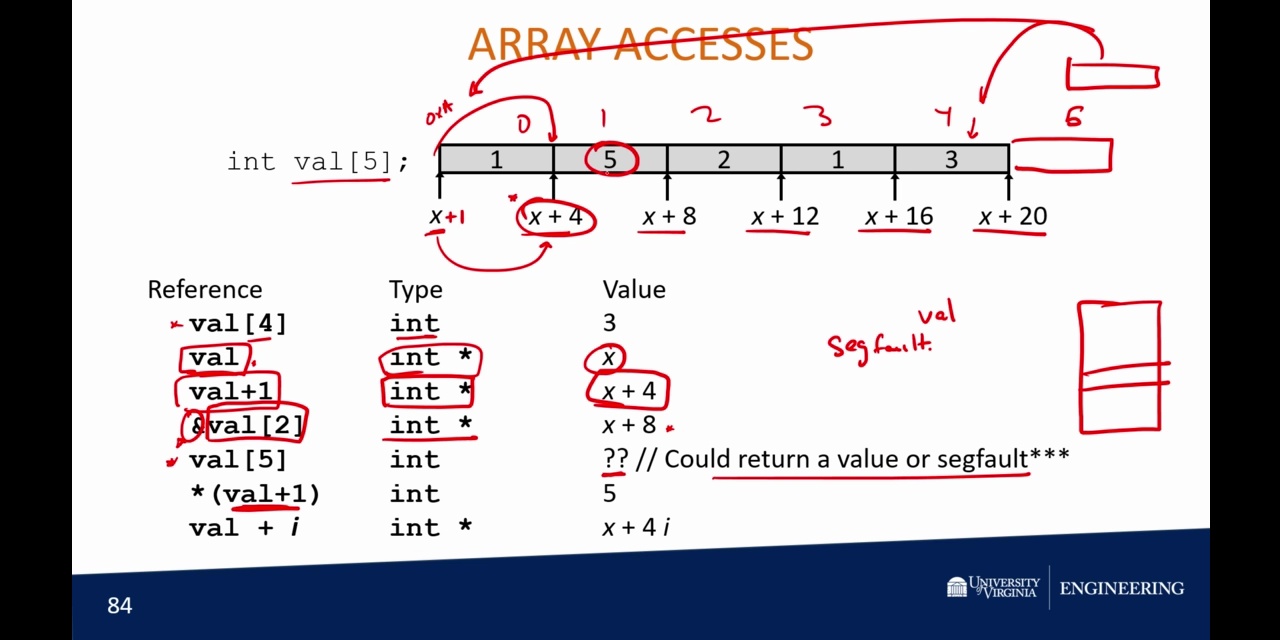 ARRAY ACCESSES
0xA
0 1 2 3 4 6
int val[5]; 1 5 2 1 3
x +1 * x + 4 x + 8 x + 12 x + 16 x + 20
Reference Type Value
val[4] int 3
val int * x
val+1 int * x + 4
&val[2] int * x + 8
val[5] int ?? // Could return a value or segfault***
*(val+1) int 5
val + i int * x + 4 i
val
segfault.
84
UNIVERSITY of VIRGINIA ENGINEERING